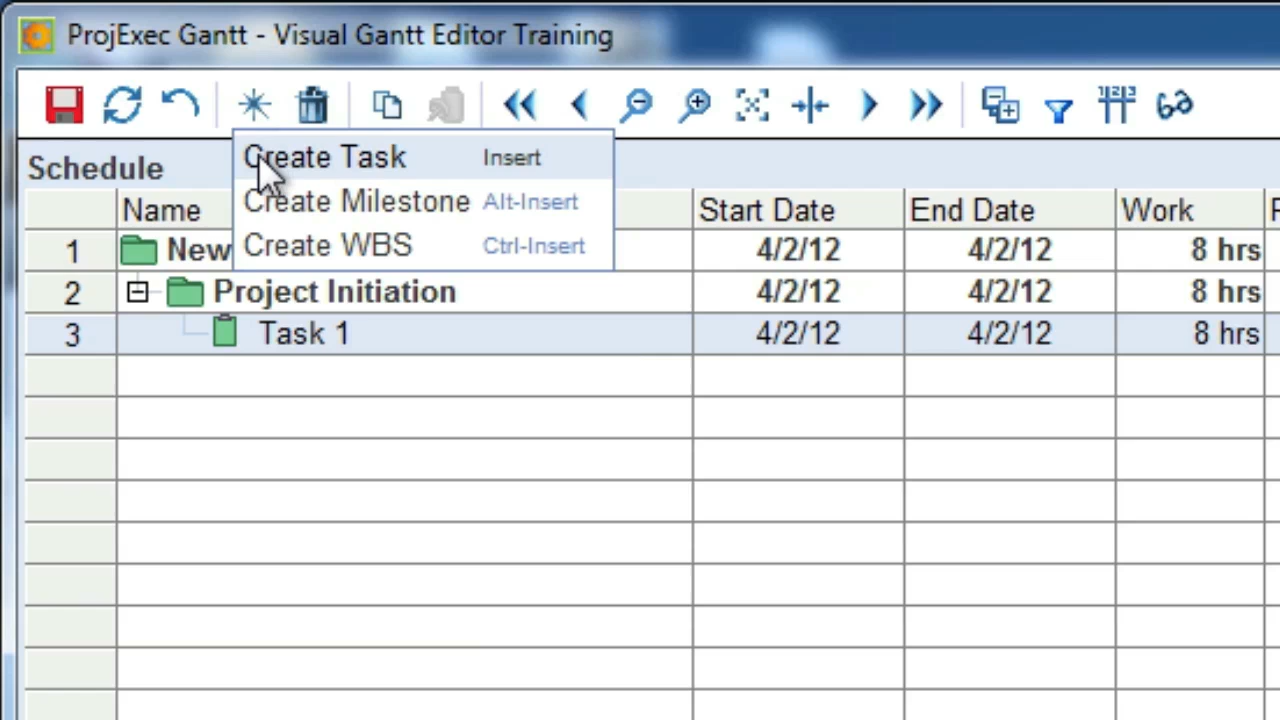 ProjExec Gantt - Visual Gantt Editor Training
Schedule
Create Task Insert
Create Milestone Alt-Insert
Create WBS Ctrl-Insert
Name Start Date End Date Work
1 New 4/2/12 4/2/12 8 hrs
2 Project Initiation 4/2/12 4/2/12 8 hrs
3 Task 1 4/2/12 4/2/12 8 hrs